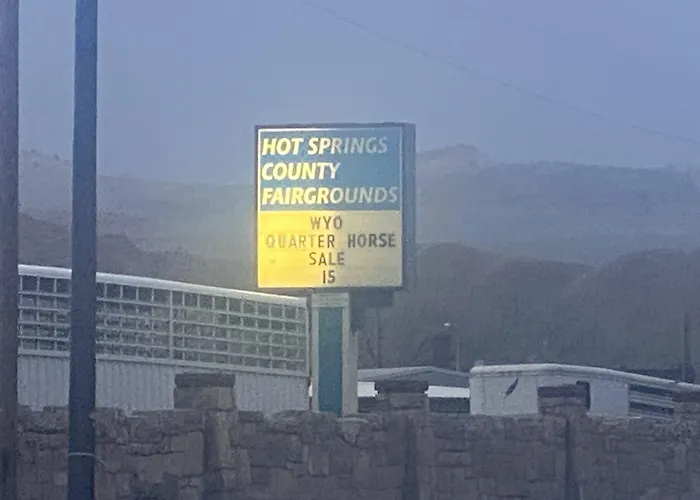 HOT SPRINGS
COUNTY
FAIRGROUNDS
WYO
QUARTER HORSE
SALE
15